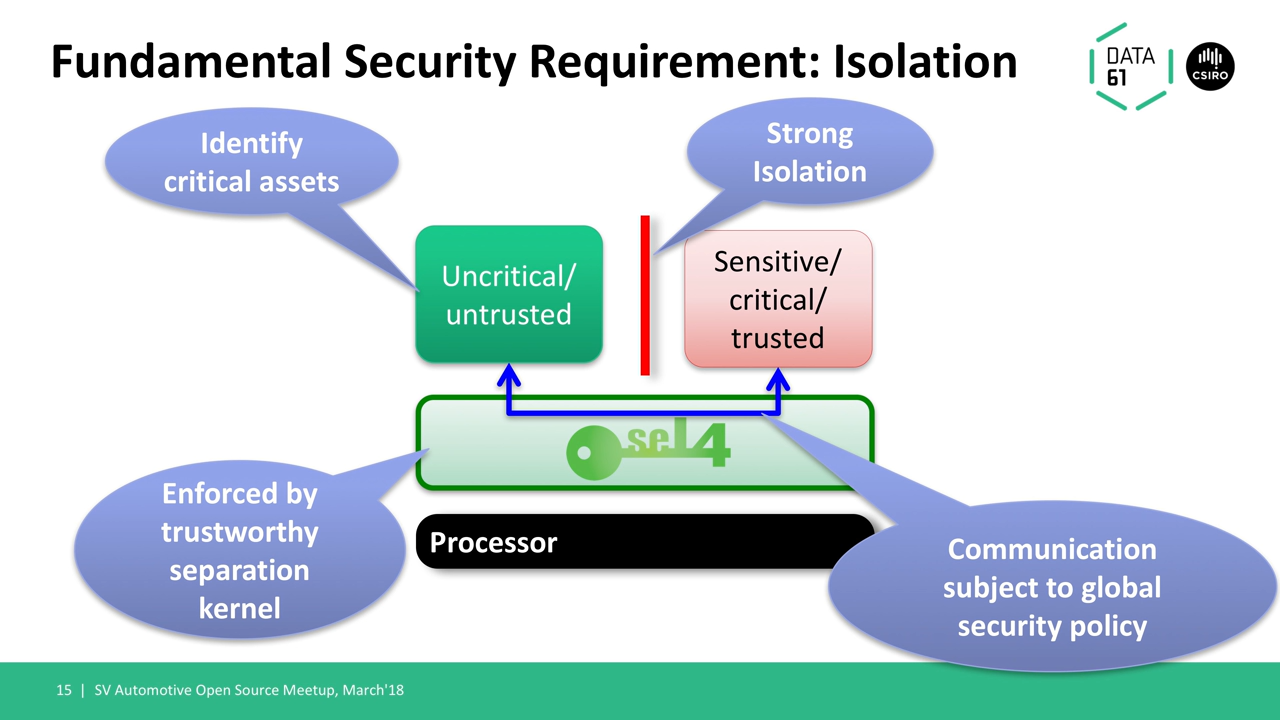 Fundamental Security Requirement: Isolation
DATA
61
CSIRO
Identify
critical assets
Strong
Isolation
Uncritical/
untrusted
Sensitive/
critical/
trusted
seL4
Enforced by
trustworthy
separation
kernel
Processor
Communication
subject to global
security policy
15 | SV Automotive Open Source Meetup, March'18